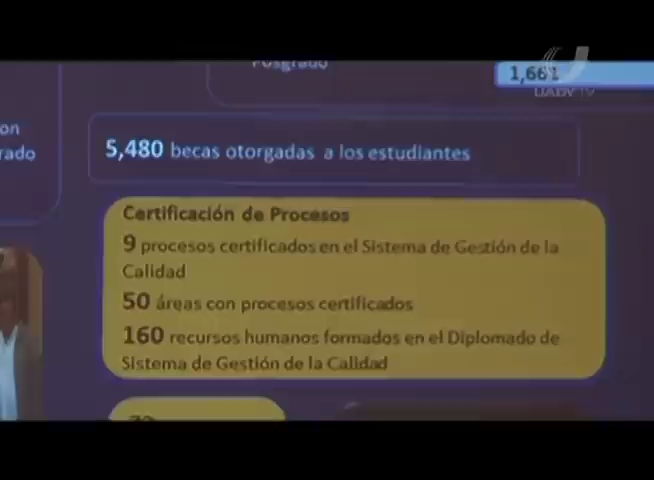 Posgrado
1,661
UADY TV
on
rado
5,480 becas otorgadas a los estudiantes
Certificación de Procesos
9 procesos certificados en el Sistema de Gestión de la
Calidad
50 áreas con procesos certificados
160 recursos humanos formados en el Diplomado de
Sistema de Gestión de la Calidad